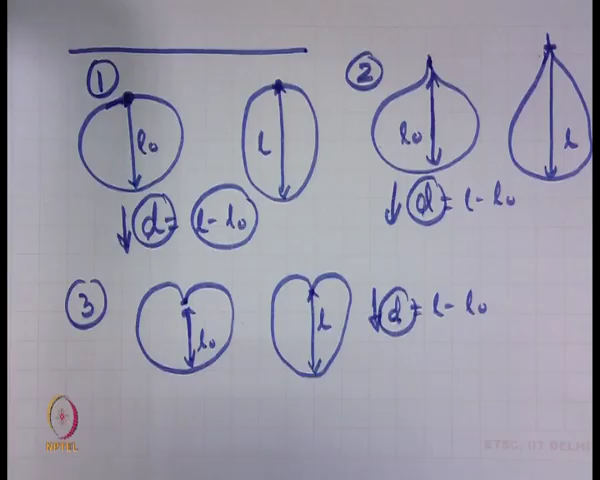 1
2
l₀ l
l₀ l
↓ d = l - l₀
↓ d = l - l₀
3
l₀ l
↓ d = l - l₀
NPTEL
ETSC, IIT DELHI